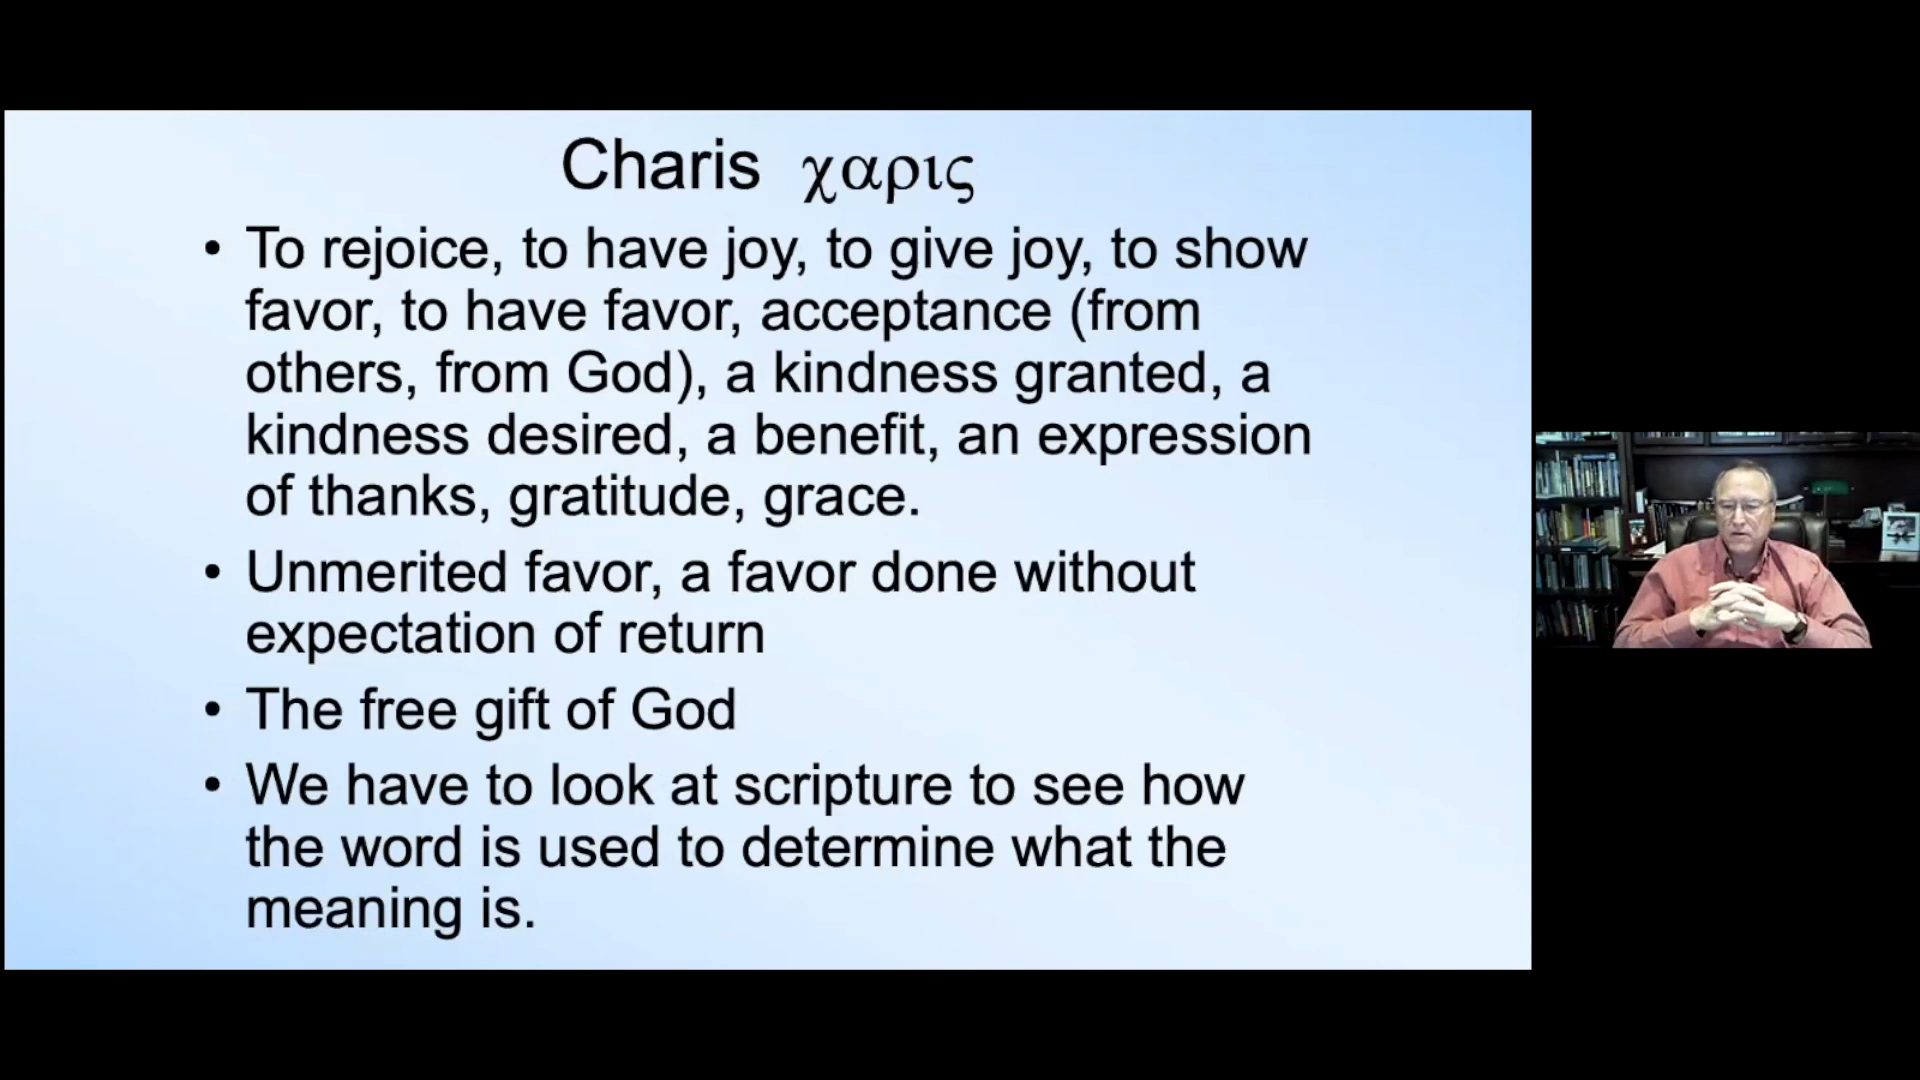 Charis χαρις
• To rejoice, to have joy, to give joy, to show
favor, to have favor, acceptance (from
others, from God), a kindness granted, a
kindness desired, a benefit, an expression
of thanks, gratitude, grace.
• Unmerited favor, a favor done without
expectation of return
• The free gift of God
• We have to look at scripture to see how
the word is used to determine what the
meaning is.